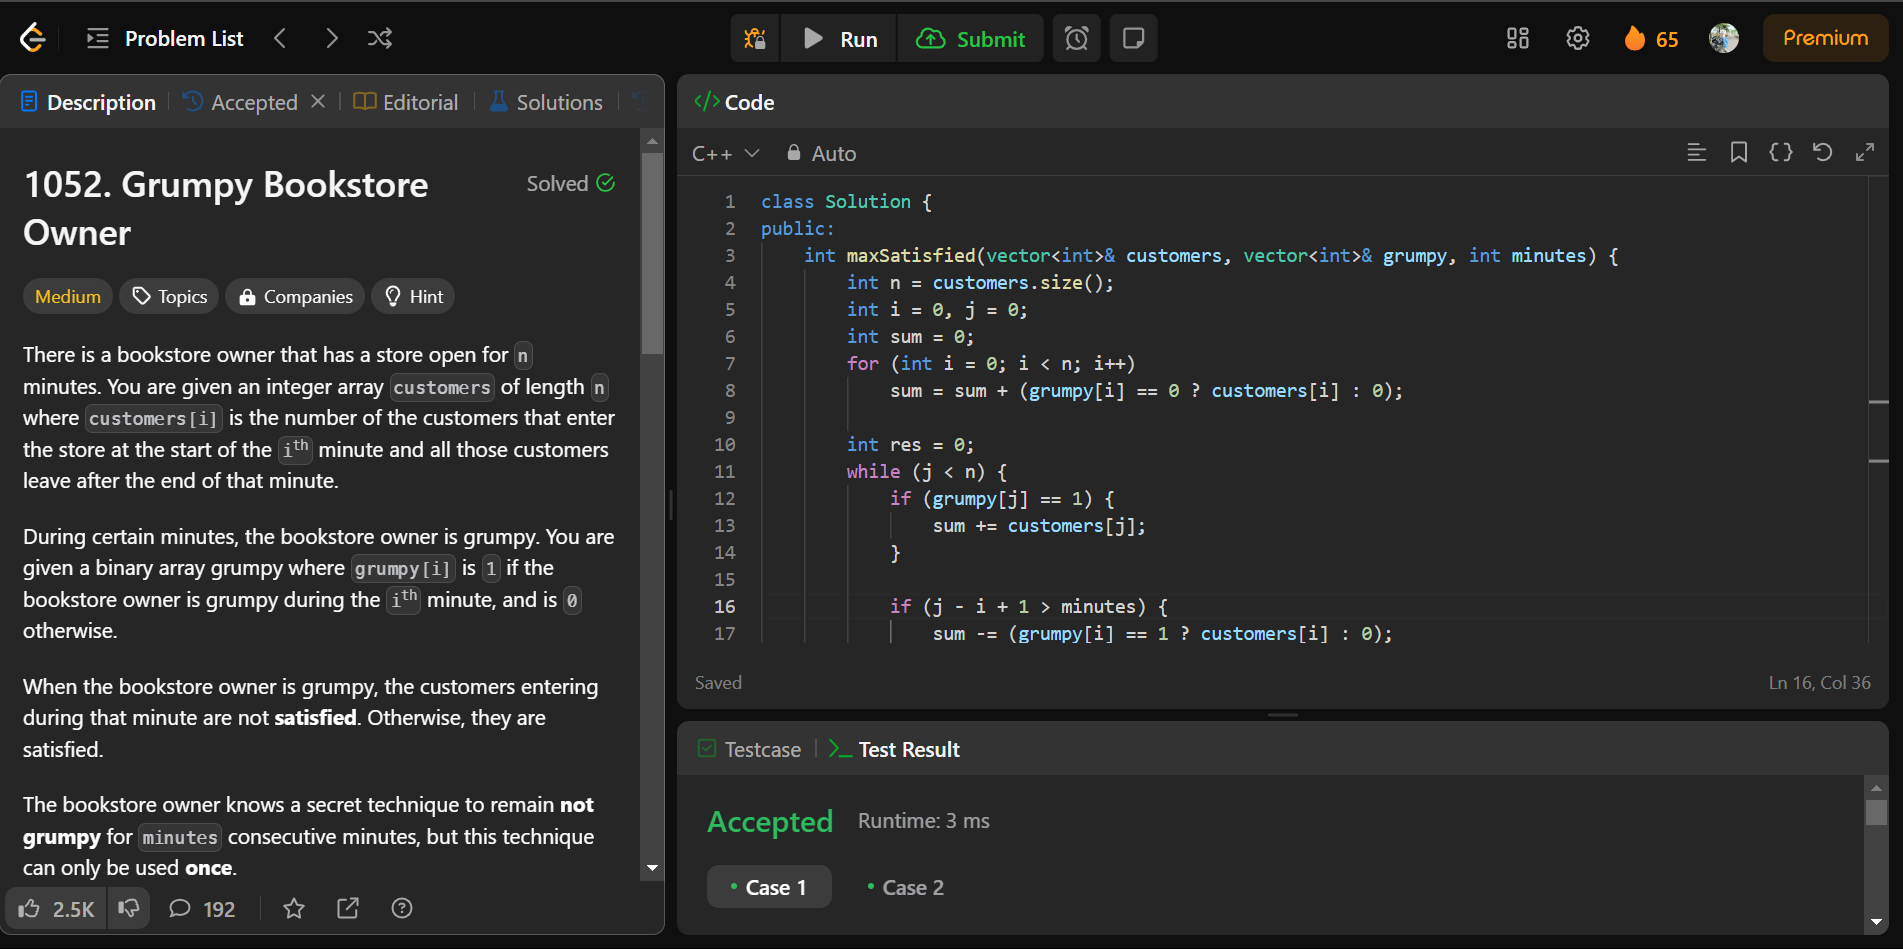 Problem List
Run
Submit
65
Premium
Description
Accepted
Editorial
Solutions
1052. Grumpy Bookstore
Owner
Solved
Medium
Topics
Companies
Hint
There is a bookstore owner that has a store open for n
minutes. You are given an integer array customers of length n
where customers[i] is the number of the customers that enter
the store at the start of the ith minute and all those customers
leave after the end of that minute.
During certain minutes, the bookstore owner is grumpy. You are
given a binary array grumpy where grumpy[i] is 1 if the
bookstore owner is grumpy during the ith minute, and is 0
otherwise.
When the bookstore owner is grumpy, the customers entering
during that minute are not satisfied. Otherwise, they are
satisfied.
The bookstore owner knows a secret technique to remain not
grumpy for minutes consecutive minutes, but this technique
can only be used once.
2.5K
192
</> Code
C++
Auto
1 class Solution {
2 public:
3 int maxSatisfied(vector<int>& customers, vector<int>& grumpy, int minutes) {
4 int n = customers.size();
5 int i = 0, j = 0;
6 int sum = 0;
7 for (int i = 0; i < n; i++)
8 sum = sum + (grumpy[i] == 0 ? customers[i] : 0);
9
10 int res = 0;
11 while (j < n) {
12 if (grumpy[j] == 1) {
13 sum += customers[j];
14 }
15
16 if (j - i + 1 > minutes) {
17 sum -= (grumpy[i] == 1 ? customers[i] : 0);
Saved
Ln 16, Col 36
Testcase
Test Result
Accepted
Runtime: 3 ms
• Case 1
• Case 2